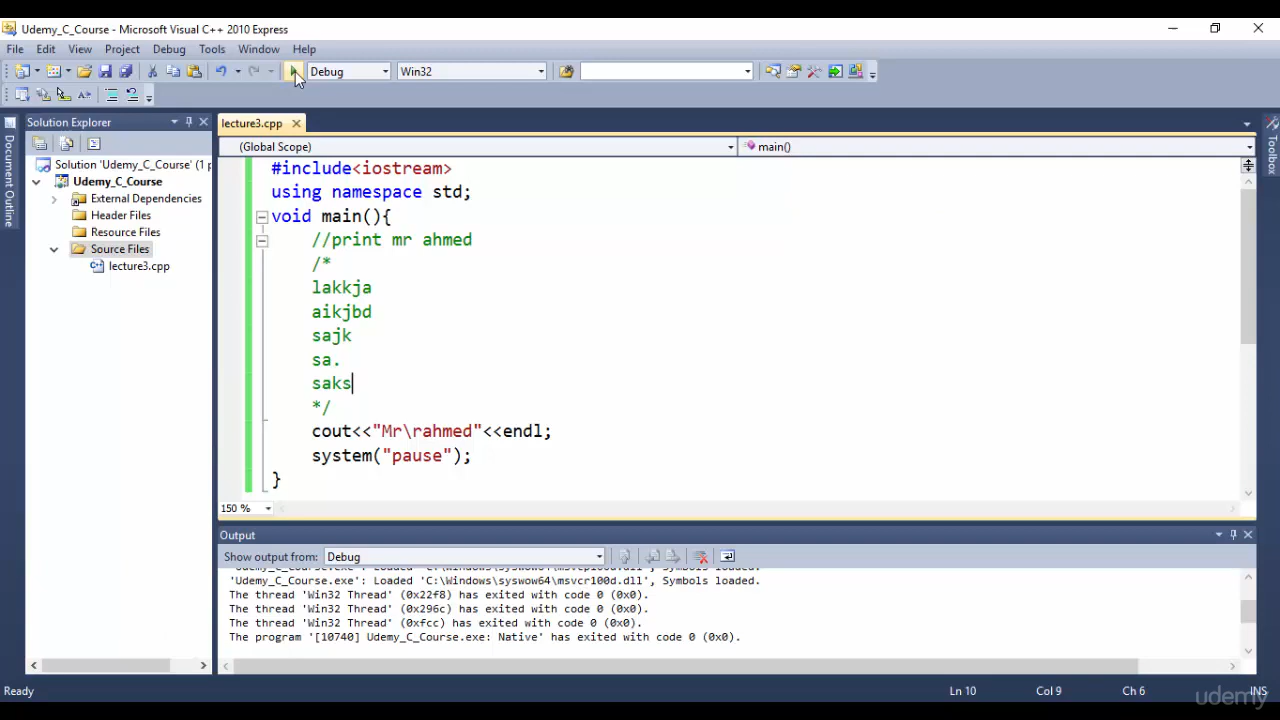 Udemy_C_Course - Microsoft Visual C++ 2010 Express
File Edit View Project Debug Tools Window Help
Debug Win32
Solution Explorer
lecture3.cpp
(Global Scope) main()
Document Outline
Toolbox
Solution 'Udemy_C_Course' (1 p
Udemy_C_Course
External Dependencies
Header Files
Resource Files
Source Files
lecture3.cpp
#include<iostream>
using namespace std;
void main(){
//print mr ahmed
/*
lakkja
aikjbd
sajk
sa.
saks
*/
cout<<"Mr\rahmed"<<endl;
system("pause");
}
150 %
Output
Show output from: Debug
'Udemy_C_Course.exe': Loaded 'C:\Windows\syswow64\msvcr100d.dll', Symbols loaded.
The thread 'Win32 Thread' (0x22f8) has exited with code 0 (0x0).
The thread 'Win32 Thread' (0x296c) has exited with code 0 (0x0).
The thread 'Win32 Thread' (0xfcc) has exited with code 0 (0x0).
The program '[10740] Udemy_C_Course.exe: Native' has exited with code 0 (0x0).
Ready Ln 10 Col 9 Ch 6 INS
udemy